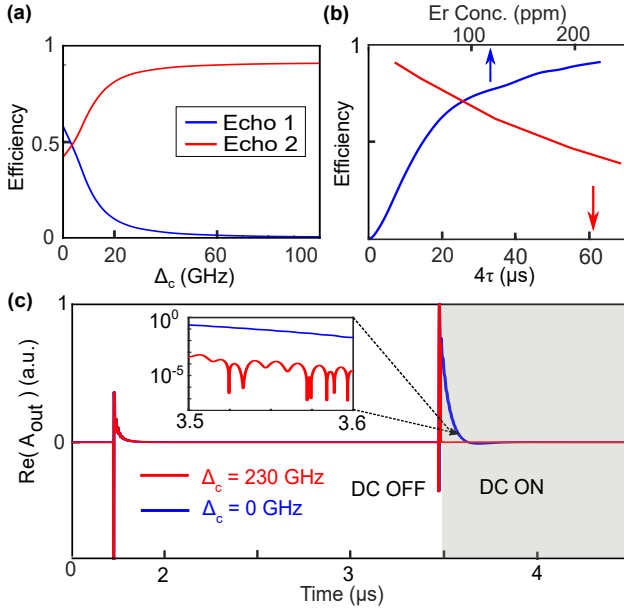 (a)
Efficiency
1
0.5
0
0
20
60
100
Δc (GHz)
Echo 1
Echo 2
(b)
Er Conc. (ppm)
100
200
Efficiency
1
0
0
20
40
60
4τ (μs)
(c)
Re( Aout ) (a.u.)
1
0
10^0
10^-5
3.5
3.6
Δc = 230 GHz
Δc = 0 GHz
DC OFF
DC ON
0
2
3
4
Time (μs)